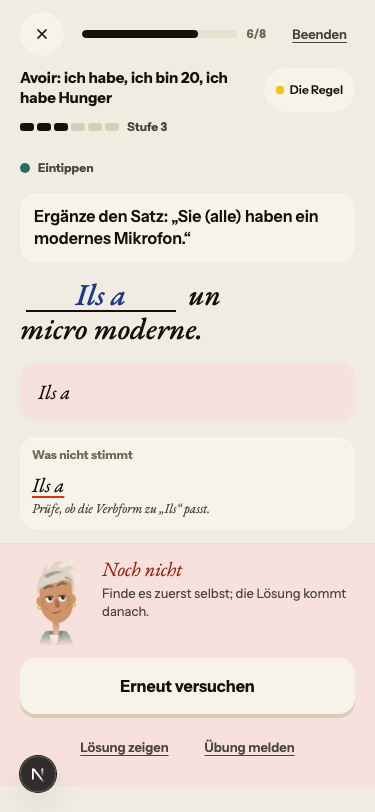 6/8 Beenden
Avoir: ich habe, ich bin 20, ich
habe Hunger
Die Regel
Stufe 3
Eintippen
Ergänze den Satz: „Sie (alle) haben ein
modernes Mikrofon.“
Ils a un
micro moderne.
Ils a
Was nicht stimmt
Ils a
Prüfe, ob die Verbform zu „Ils“ passt.
Noch nicht
Finde es zuerst selbst; die Lösung kommt
danach.
Erneut versuchen
Lösung zeigen Übung melden
N